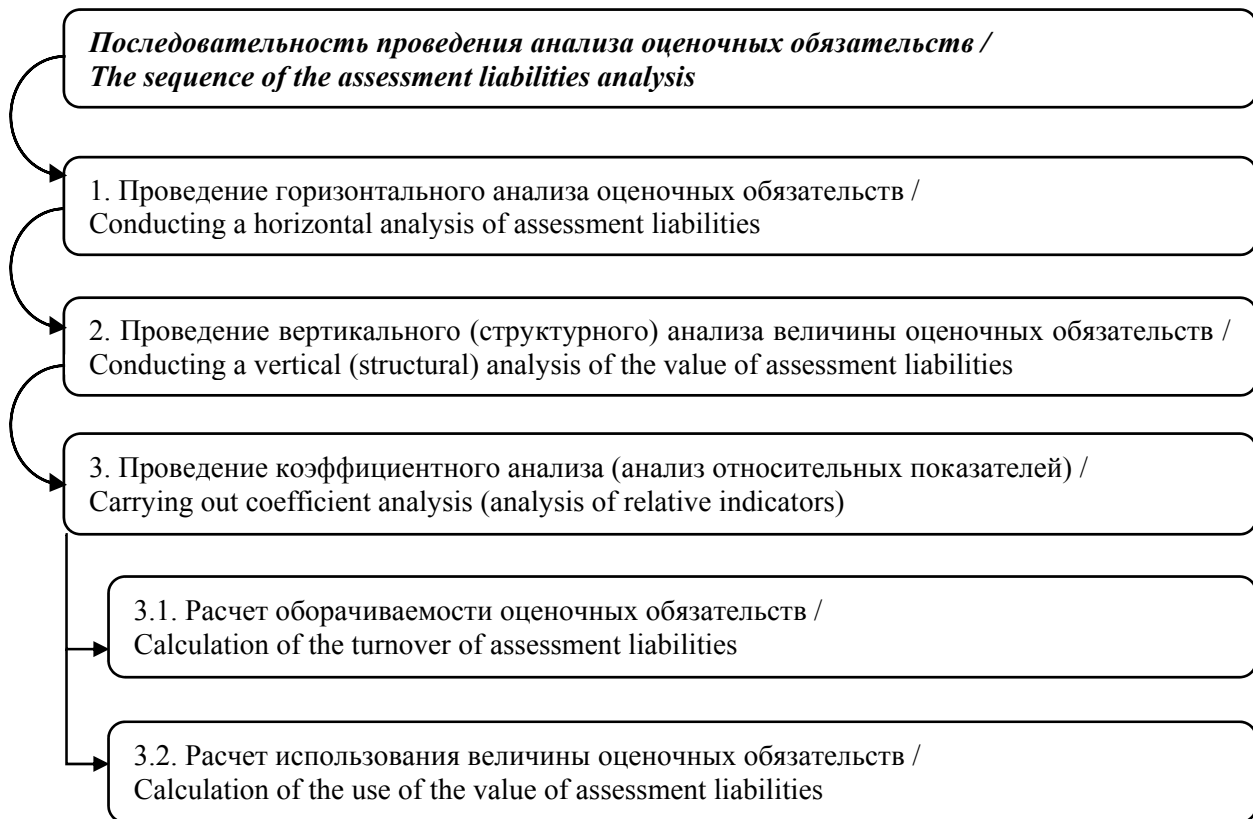 Последовательность проведения анализа оценочных обязательств /
The sequence of the assessment liabilities analysis
1. Проведение горизонтального анализа оценочных обязательств /
Conducting a horizontal analysis of assessment liabilities
2. Проведение вертикального (структурного) анализа величины оценочных обязательств /
Conducting a vertical (structural) analysis of the value of assessment liabilities
3. Проведение коэффициентного анализа (анализ относительных показателей) /
Carrying out coefficient analysis (analysis of relative indicators)
3.1. Расчет оборачиваемости оценочных обязательств /
Calculation of the turnover of assessment liabilities
3.2. Расчет использования величины оценочных обязательств /
Calculation of the use of the value of assessment liabilities